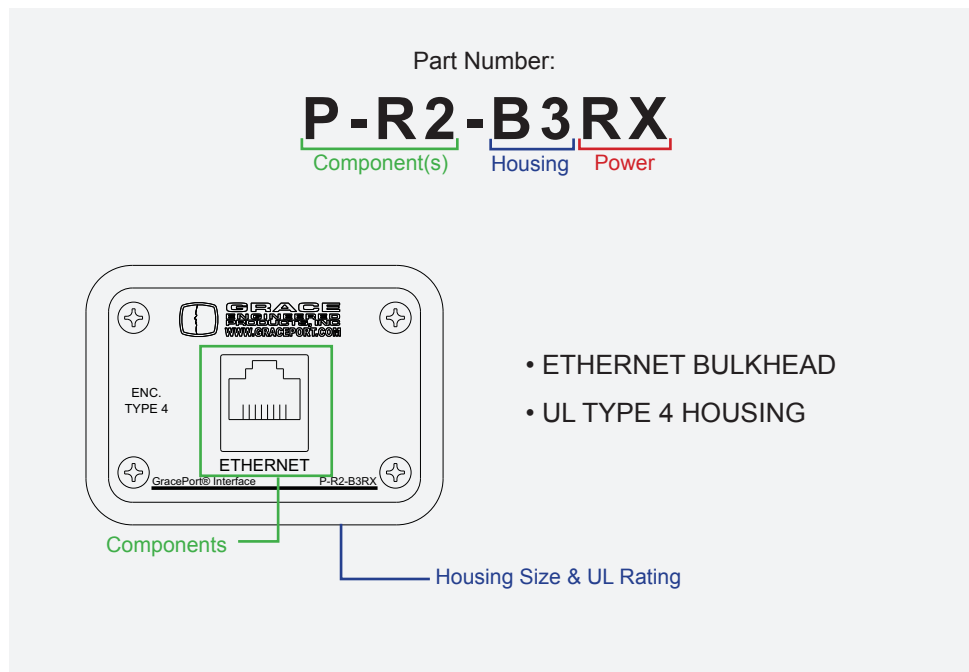 Part Number:
P-R2-B3RX
Component(s) Housing Power
GRACE
ENGINEERED
PRODUCTS, INC
WWW.GRACEPORT.COM
ENC.
TYPE 4
ETHERNET
GracePort® Interface P-R2-B3RX
• ETHERNET BULKHEAD
• UL TYPE 4 HOUSING
Components
Housing Size & UL Rating